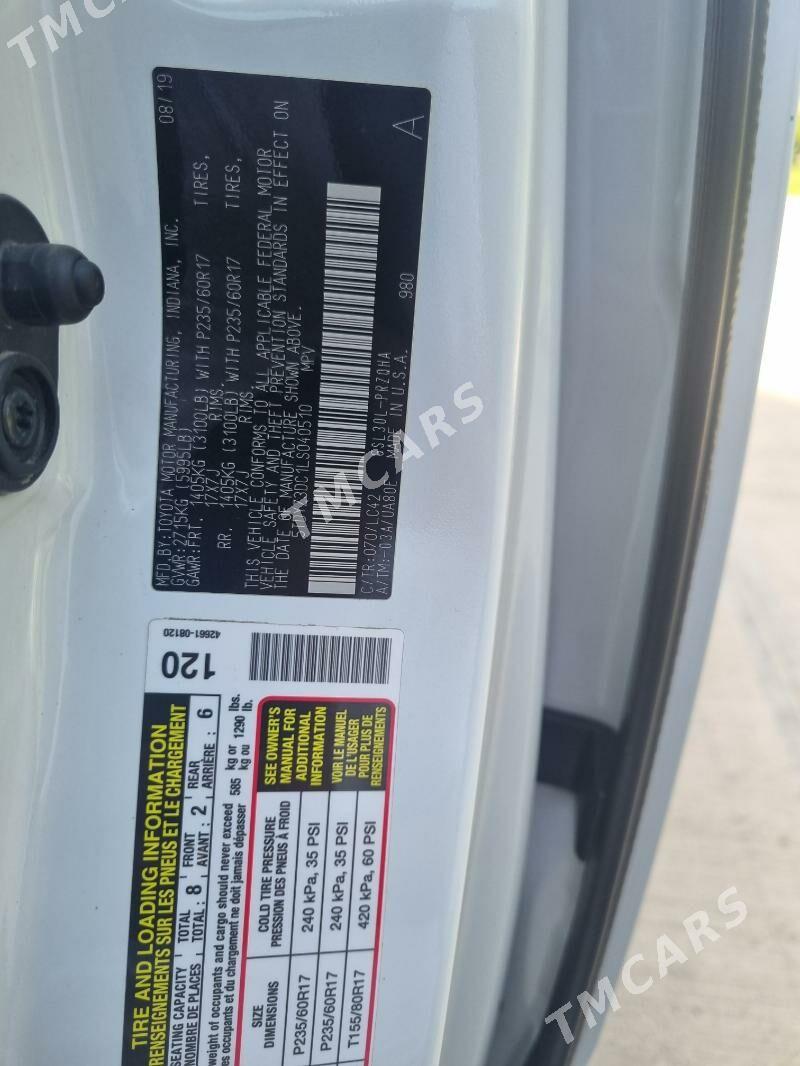 MFD.BY:TOYOTA MOTOR MANUFACTURING, INDIANA, INC. 08/19
GVWR:2715KG (5995LB)
GAWR:FRT. 1405KG (3100LB) WITH P235/60R17 TIRES,
17X7J RIMS
RR. 1405KG (3100LB) WITH P235/60R17 TIRES,
17X7J RIMS
THIS VEHICLE CONFORMS TO ALL APPLICABLE FEDERAL MOTOR
VEHICLE SAFETY AND THEFT PREVENTION STANDARDS IN EFFECT ON
THE DATE OF MANUFACTURE SHOWN ABOVE.
MPV
A
C/TR:070/LC42 GSL30L-PRZQHA
A/TM:-03A/UA80E MADE IN U.S.A. 980
TIRE AND LOADING INFORMATION
RENSEIGNEMENTS SUR LES PNEUS ET LE CHARGEMENT
120
42661-08120
SEATING CAPACITY TOTAL FRONT REAR
NOMBRE DE PLACES TOTAL: 8 AVANT: 2 ARRIÈRE: 6
weight of occupants and cargo should never exceed 585 kg or 1290 lbs.
es occupants et du chargement ne doit jamais dépasser kg ou 1290 lb.
SIZE COLD TIRE PRESSURE
DIMENSIONS PRESSION DES PNEUS À FROID
P235/60R17 240 kPa, 35 PSI
P235/60R17 240 kPa, 35 PSI
T155/80R17 420 kPa, 60 PSI
SEE OWNER'S
MANUAL FOR
ADDITIONAL
INFORMATION
VOIR LE MANUEL
DE L'USAGER
POUR PLUS DE
RENSEIGNEMENTS
TMCARS
TMCARS
TMCARS
TMCARS